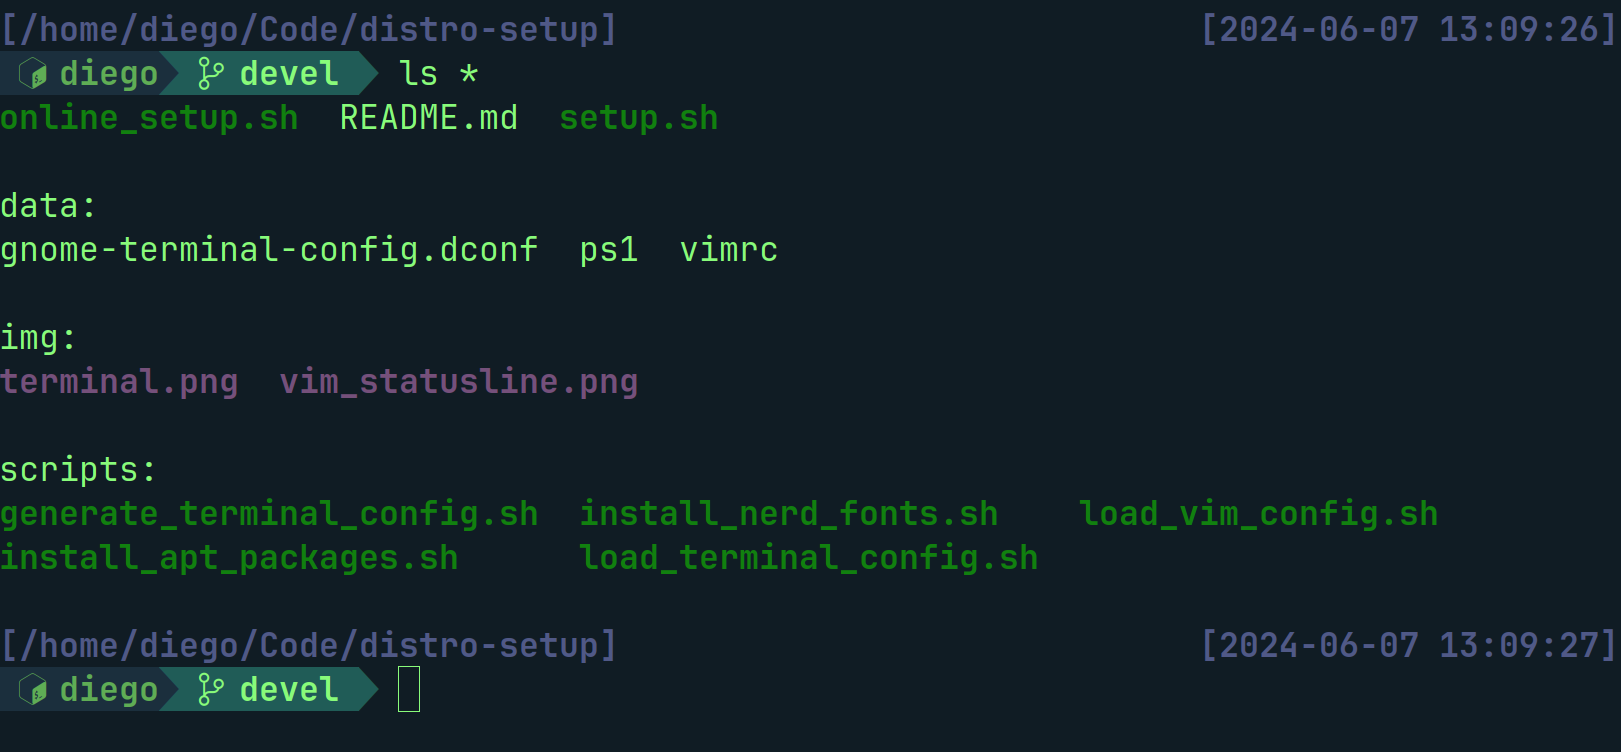 [/home/diego/Code/distro-setup] [2024-06-07 13:09:26]
diego devel ls *
online_setup.sh README.md setup.sh
data:
gnome-terminal-config.dconf ps1 vimrc
img:
terminal.png vim_statusline.png
scripts:
generate_terminal_config.sh install_nerd_fonts.sh load_vim_config.sh
install_apt_packages.sh load_terminal_config.sh
[/home/diego/Code/distro-setup] [2024-06-07 13:09:27]
diego devel